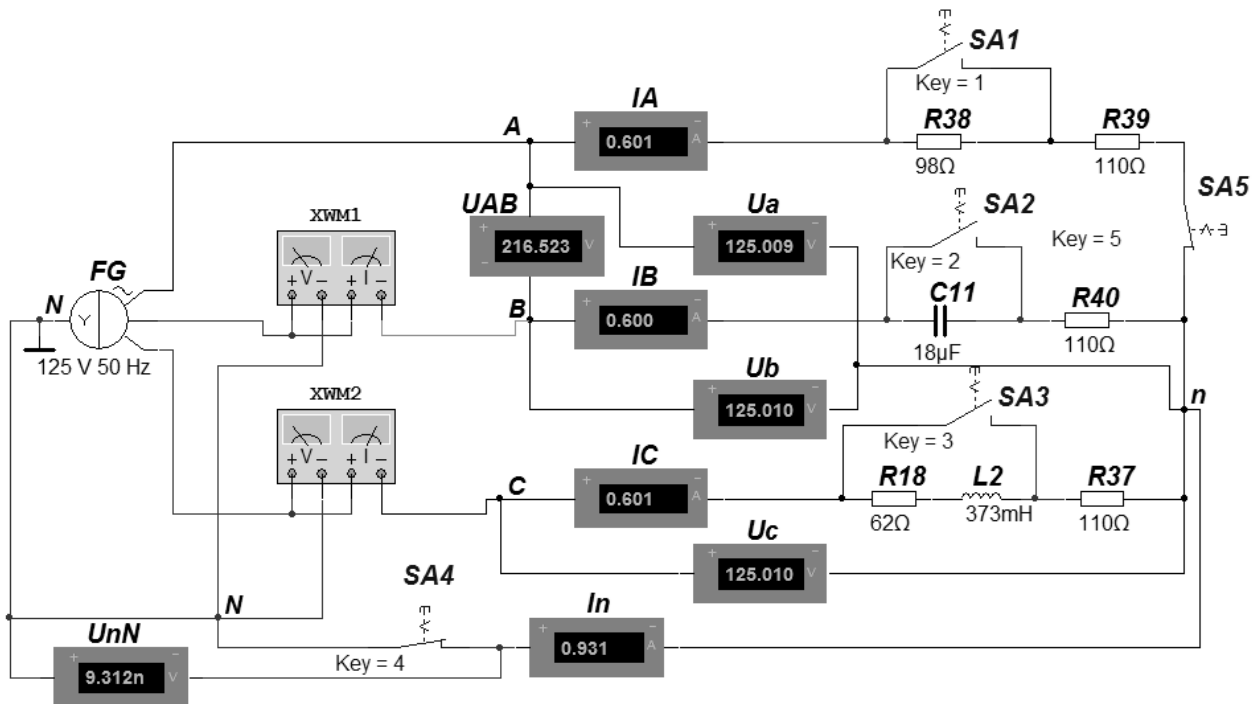 SA1
Key = 1
IA
+ 0.601 − A
R38
98Ω
R39
110Ω
A
SA5
Key = 5
UAB
+ 216.523 − V
Ua
+ 125.009 − V
SA2
Key = 2
XWM1
+ V − + I −
FG
N
Y
125 V 50 Hz
B
IB
+ 0.600 − A
C11
18µF
R40
110Ω
Ub
+ 125.010 − V
n
XWM2
+ V − + I −
SA3
Key = 3
C
IC
+ 0.601 − A
R18
62Ω
L2
373mH
R37
110Ω
Uc
+ 125.010 − V
SA4
Key = 4
N
In
+ 0.931 − A
UnN
+ 9.312n − V